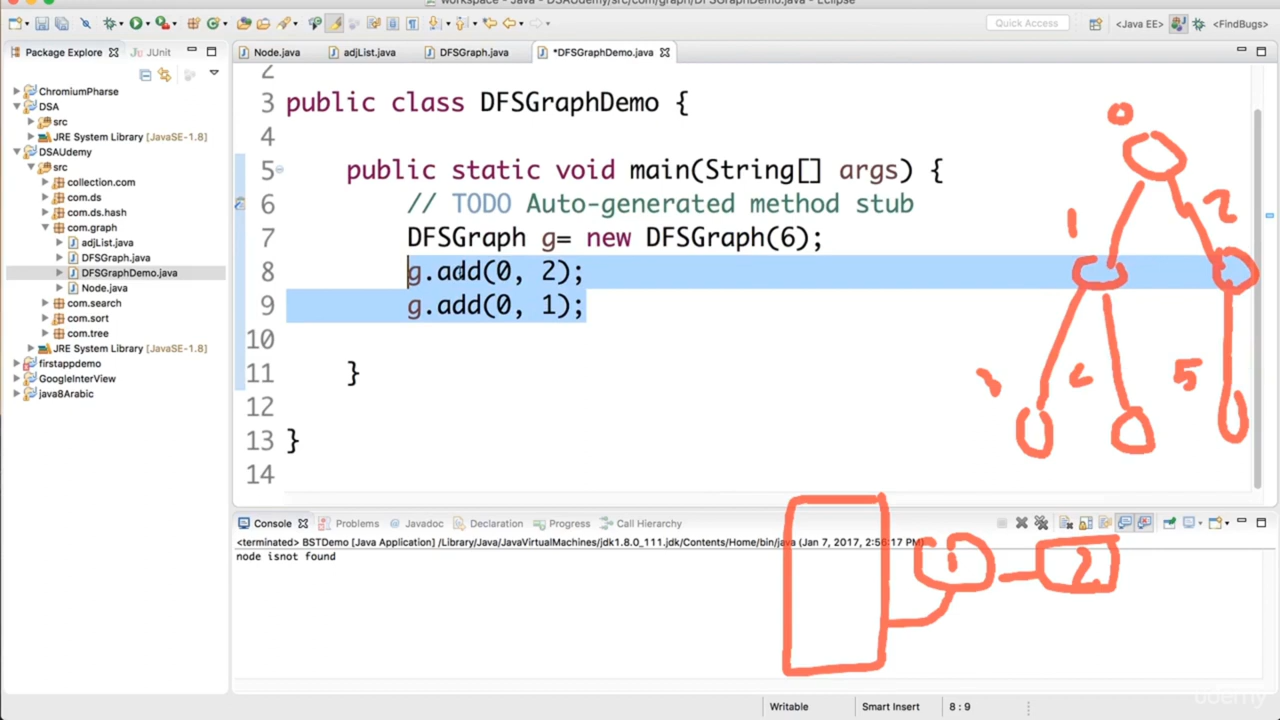 workspace - DSAUdemy/src/com/graph/DFSGraphDemo.java - Eclipse
Quick Access
<Java EE>
<FindBugs>
Package Explore
JUnit
Node.java
adjList.java
DFSGraph.java
*DFSGraphDemo.java
ChromiumPharse
DSA
src
JRE System Library [JavaSE-1.8]
DSAUdemy
src
collection.com
com.ds
com.ds.hash
com.graph
adjList.java
DFSGraph.java
DFSGraphDemo.java
Node.java
com.search
com.sort
com.tree
JRE System Library [JavaSE-1.8]
firstappdemo
GoogleInterView
java8Arabic
2
3 public class DFSGraphDemo {
4
5 public static void main(String[] args) {
6 // TODO Auto-generated method stub
7 DFSGraph g= new DFSGraph(6);
8 g.add(0, 2);
9 g.add(0, 1);
10
11 }
12
13 }
14
0
1
2
5
Console
Problems
Javadoc
Declaration
Progress
Call Hierarchy
<terminated> BSTDemo [Java Application] /Library/Java/JavaVirtualMachines/jdk1.8.0_111.jdk/Contents/Home/bin/java (Jan 7, 2017, 2:56:17 PM)
node isnot found
1
2
Writable
Smart Insert
8 : 9
udemy